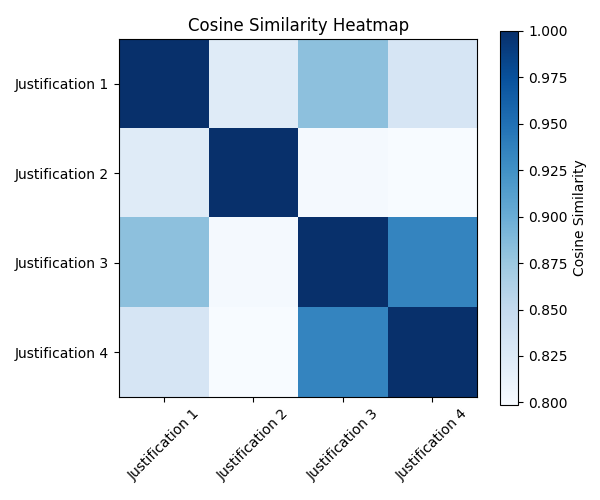 Cosine Similarity Heatmap
Justification 1
Justification 2
Justification 3
Justification 4
Justification 1
Justification 2
Justification 3
Justification 4
1.000
0.975
0.950
0.925
0.900
0.875
0.850
0.825
0.800
Cosine Similarity